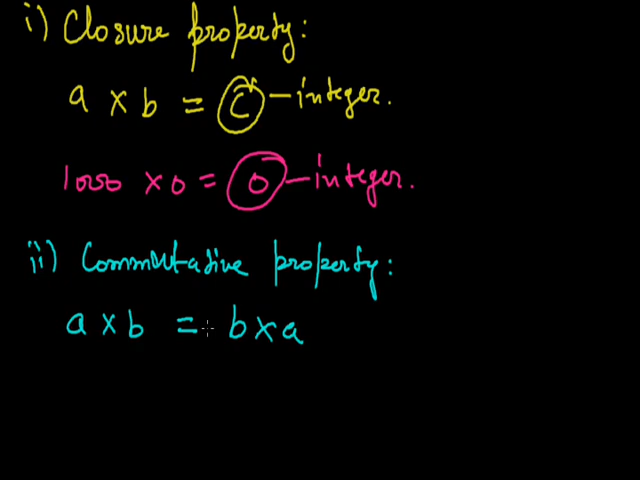 i) Closure property:
a × b = c – integer.
1000 × 0 = 0 – integer.
ii) Commutative property:
a × b = b × a